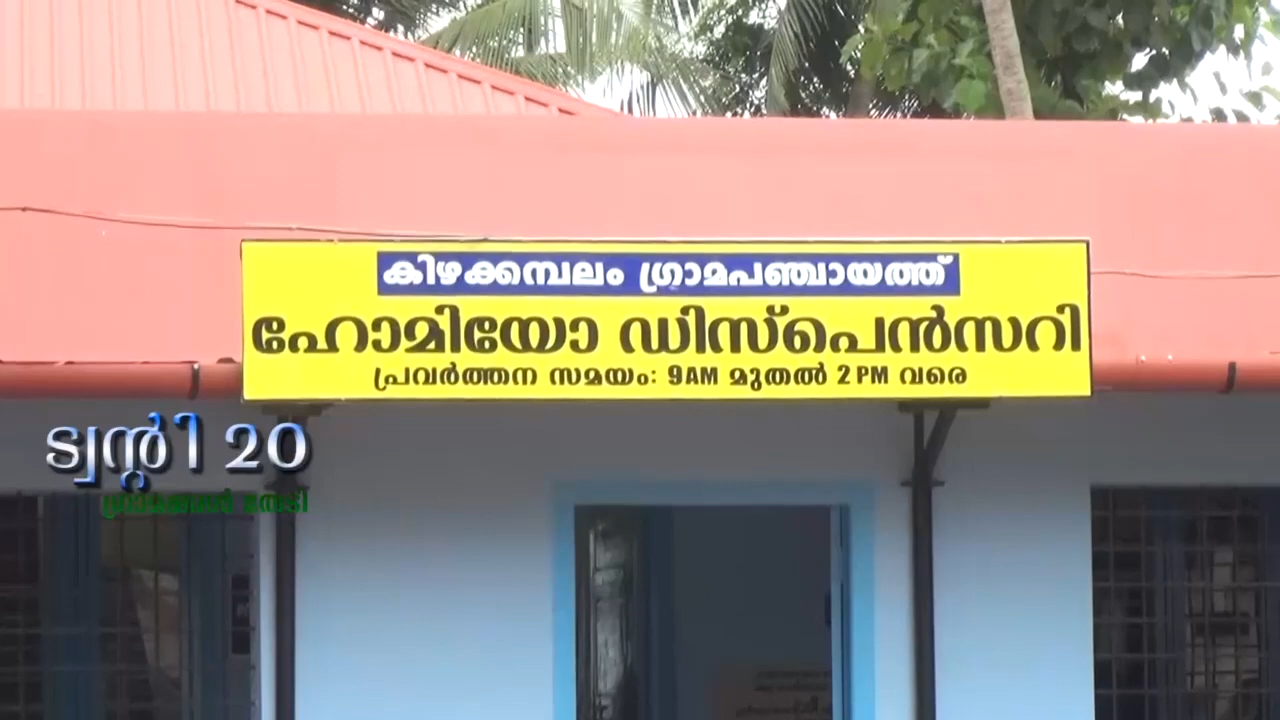 കിഴക്കമ്പലം ഗ്രാമപഞ്ചായത്ത്
ഹോമിയോ ഡിസ്പെൻസറി
പ്രവർത്തന സമയം: 9AM മുതൽ 2PM വരെ
ട്വന്റി 20